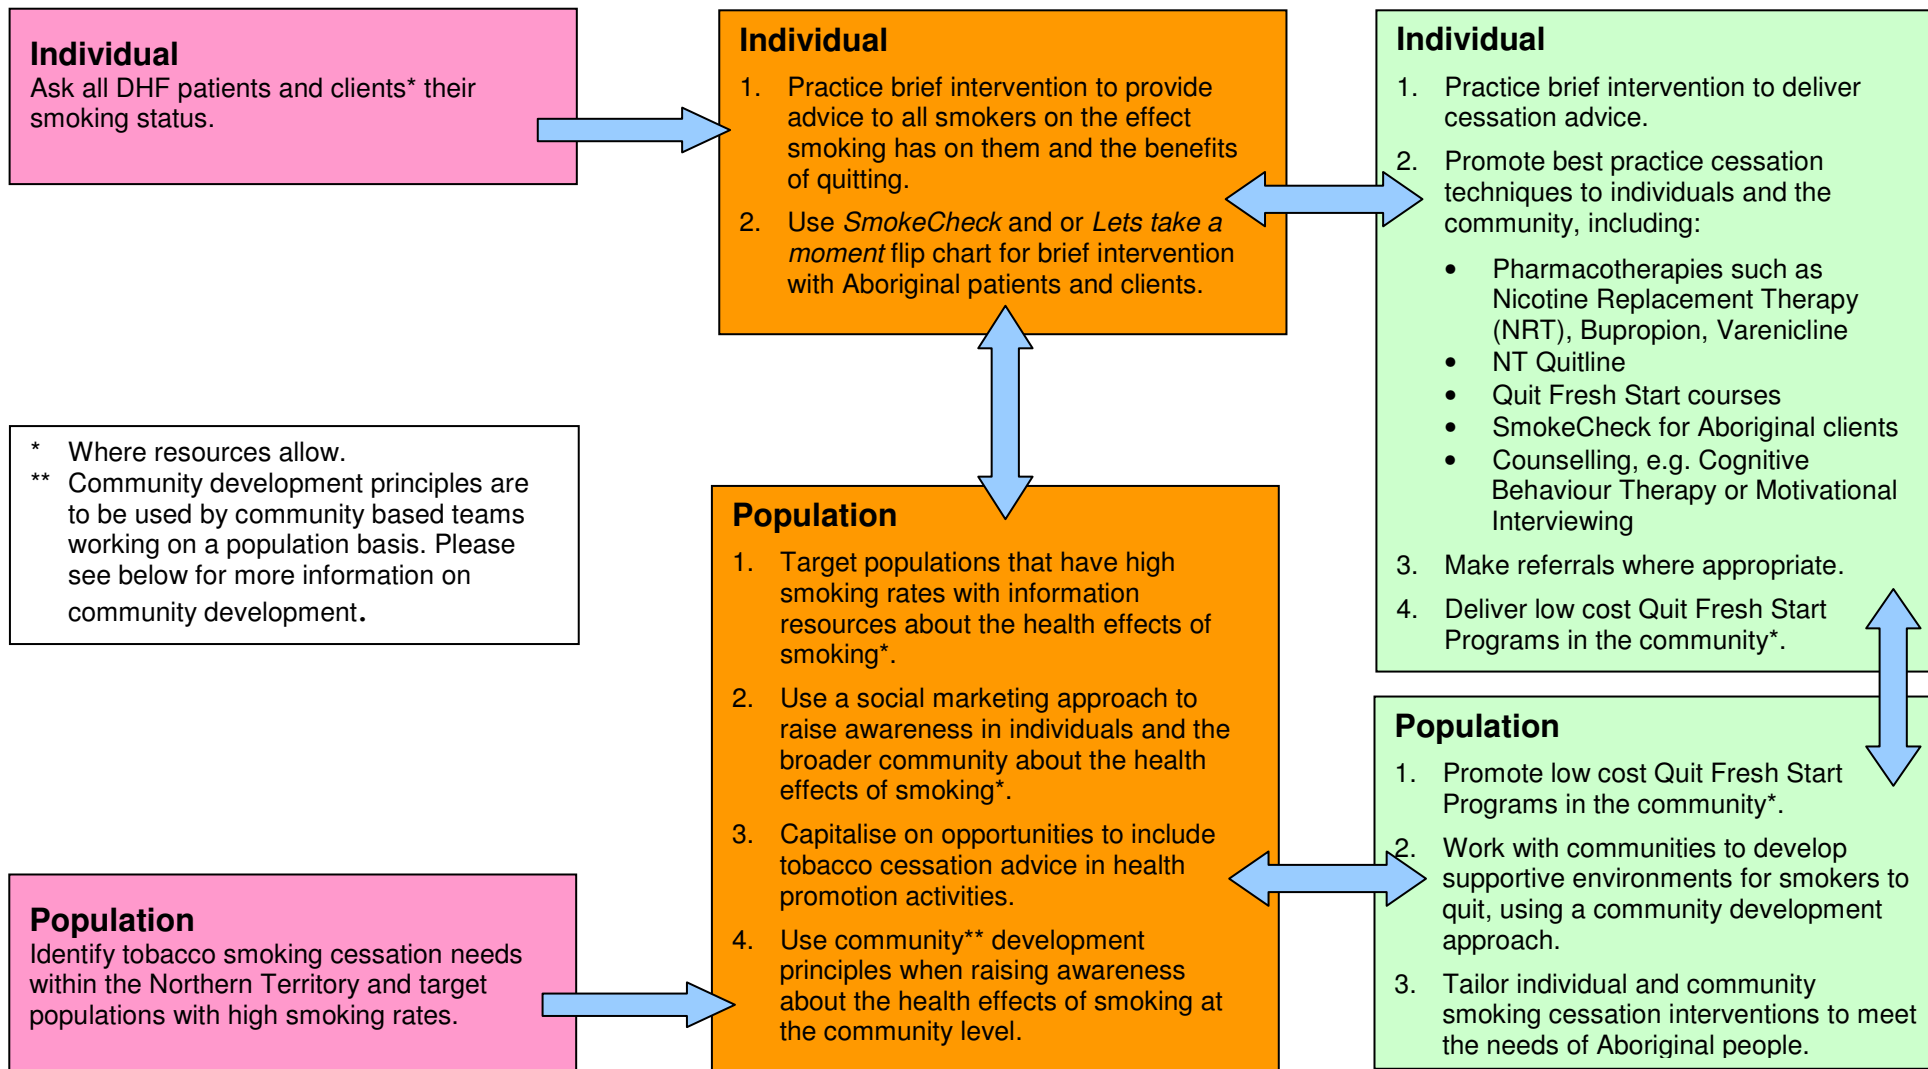 Individual
Ask all DHF patients and clients* their
smoking status.
Individual
1. Practice brief intervention to provide
advice to all smokers on the effect
smoking has on them and the benefits
of quitting.
2. Use SmokeCheck and or Lets take a
moment flip chart for brief intervention
with Aboriginal patients and clients.
Individual
1. Practice brief intervention to deliver
cessation advice.
2. Promote best practice cessation
techniques to individuals and the
community, including:
• Pharmacotherapies such as
Nicotine Replacement Therapy
(NRT), Bupropion, Varenicline
• NT Quitline
• Quit Fresh Start courses
• SmokeCheck for Aboriginal clients
• Counselling, e.g. Cognitive
Behaviour Therapy or Motivational
Interviewing
3. Make referrals where appropriate.
4. Deliver low cost Quit Fresh Start
Programs in the community*.
* Where resources allow.
** Community development principles are
to be used by community based teams
working on a population basis. Please
see below for more information on
community development.
Population
Identify tobacco smoking cessation needs
within the Northern Territory and target
populations with high smoking rates.
Population
1. Target populations that have high
smoking rates with information
resources about the health effects of
smoking*.
2. Use a social marketing approach to
raise awareness in individuals and the
broader community about the health
effects of smoking*.
3. Capitalise on opportunities to include
tobacco cessation advice in health
promotion activities.
4. Use community** development
principles when raising awareness
about the health effects of smoking at
the community level.
Population
1. Promote low cost Quit Fresh Start
Programs in the community*.
2. Work with communities to develop
supportive environments for smokers to
quit, using a community development
approach.
3. Tailor individual and community
smoking cessation interventions to meet
the needs of Aboriginal people.